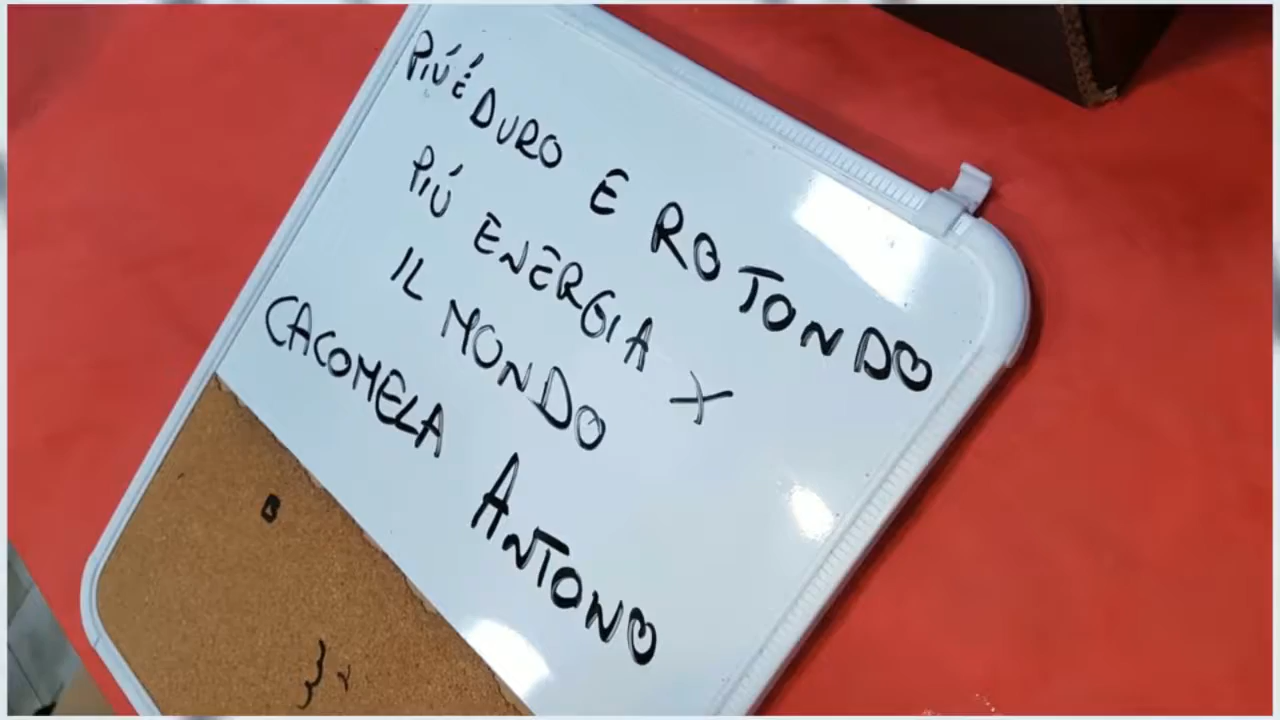 PIÚ É DURO E ROTONDO
PIÚ ENERGIA X
IL MONDO
CACOMELA ANTONO
B